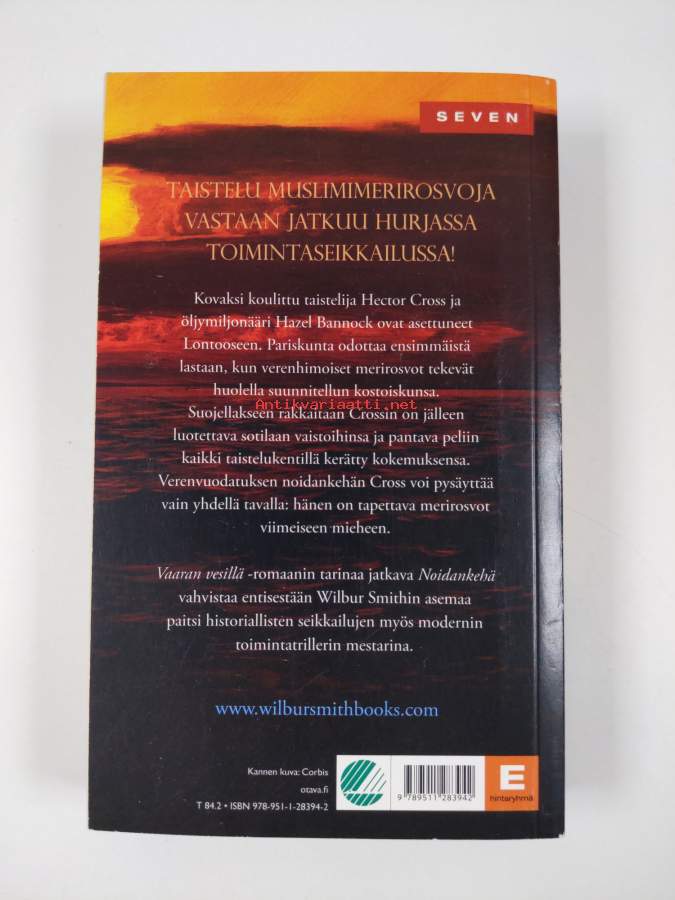 SEVEN
TAISTELU MUSLIMIMERIROSVOJA
VASTAAN JATKUU HURJASSA
TOIMINTASEIKKAILUSSA!
Kovaksi koulittu taistelija Hector Cross ja
öljymiljonääri Hazel Bannock ovat asettuneet
Lontooseen. Pariskunta odottaa ensimmäistä
lastaan, kun verenhimoiset merirosvot tekevät
huolella suunnitellun kostoiskunsa.
Antikvariaatti.net
Suojellakseen rakkaitaan Crossin on jälleen
luotettava sotilaan vaistoihinsa ja pantava peliin
kaikki taistelukentillä kerätty kokemuksensa.
Verenvuodatuksen noidankehän Cross voi pysäyttää
vain yhdellä tavalla: hänen on tapettava merirosvot
viimeiseen mieheen.
Vaaran vesillä -romaanin tarinaa jatkava Noidankehä
vahvistaa entisestään Wilbur Smithin asemaa
paitsi historiallisten seikkailujen myös modernin
toimintatrillerin mestarina.
www.wilbursmithbooks.com
Kannen kuva: Corbis
otava.fi
T 84.2 • ISBN 978-951-1-28394-2
9 789511 283942
E
hintaryhmä